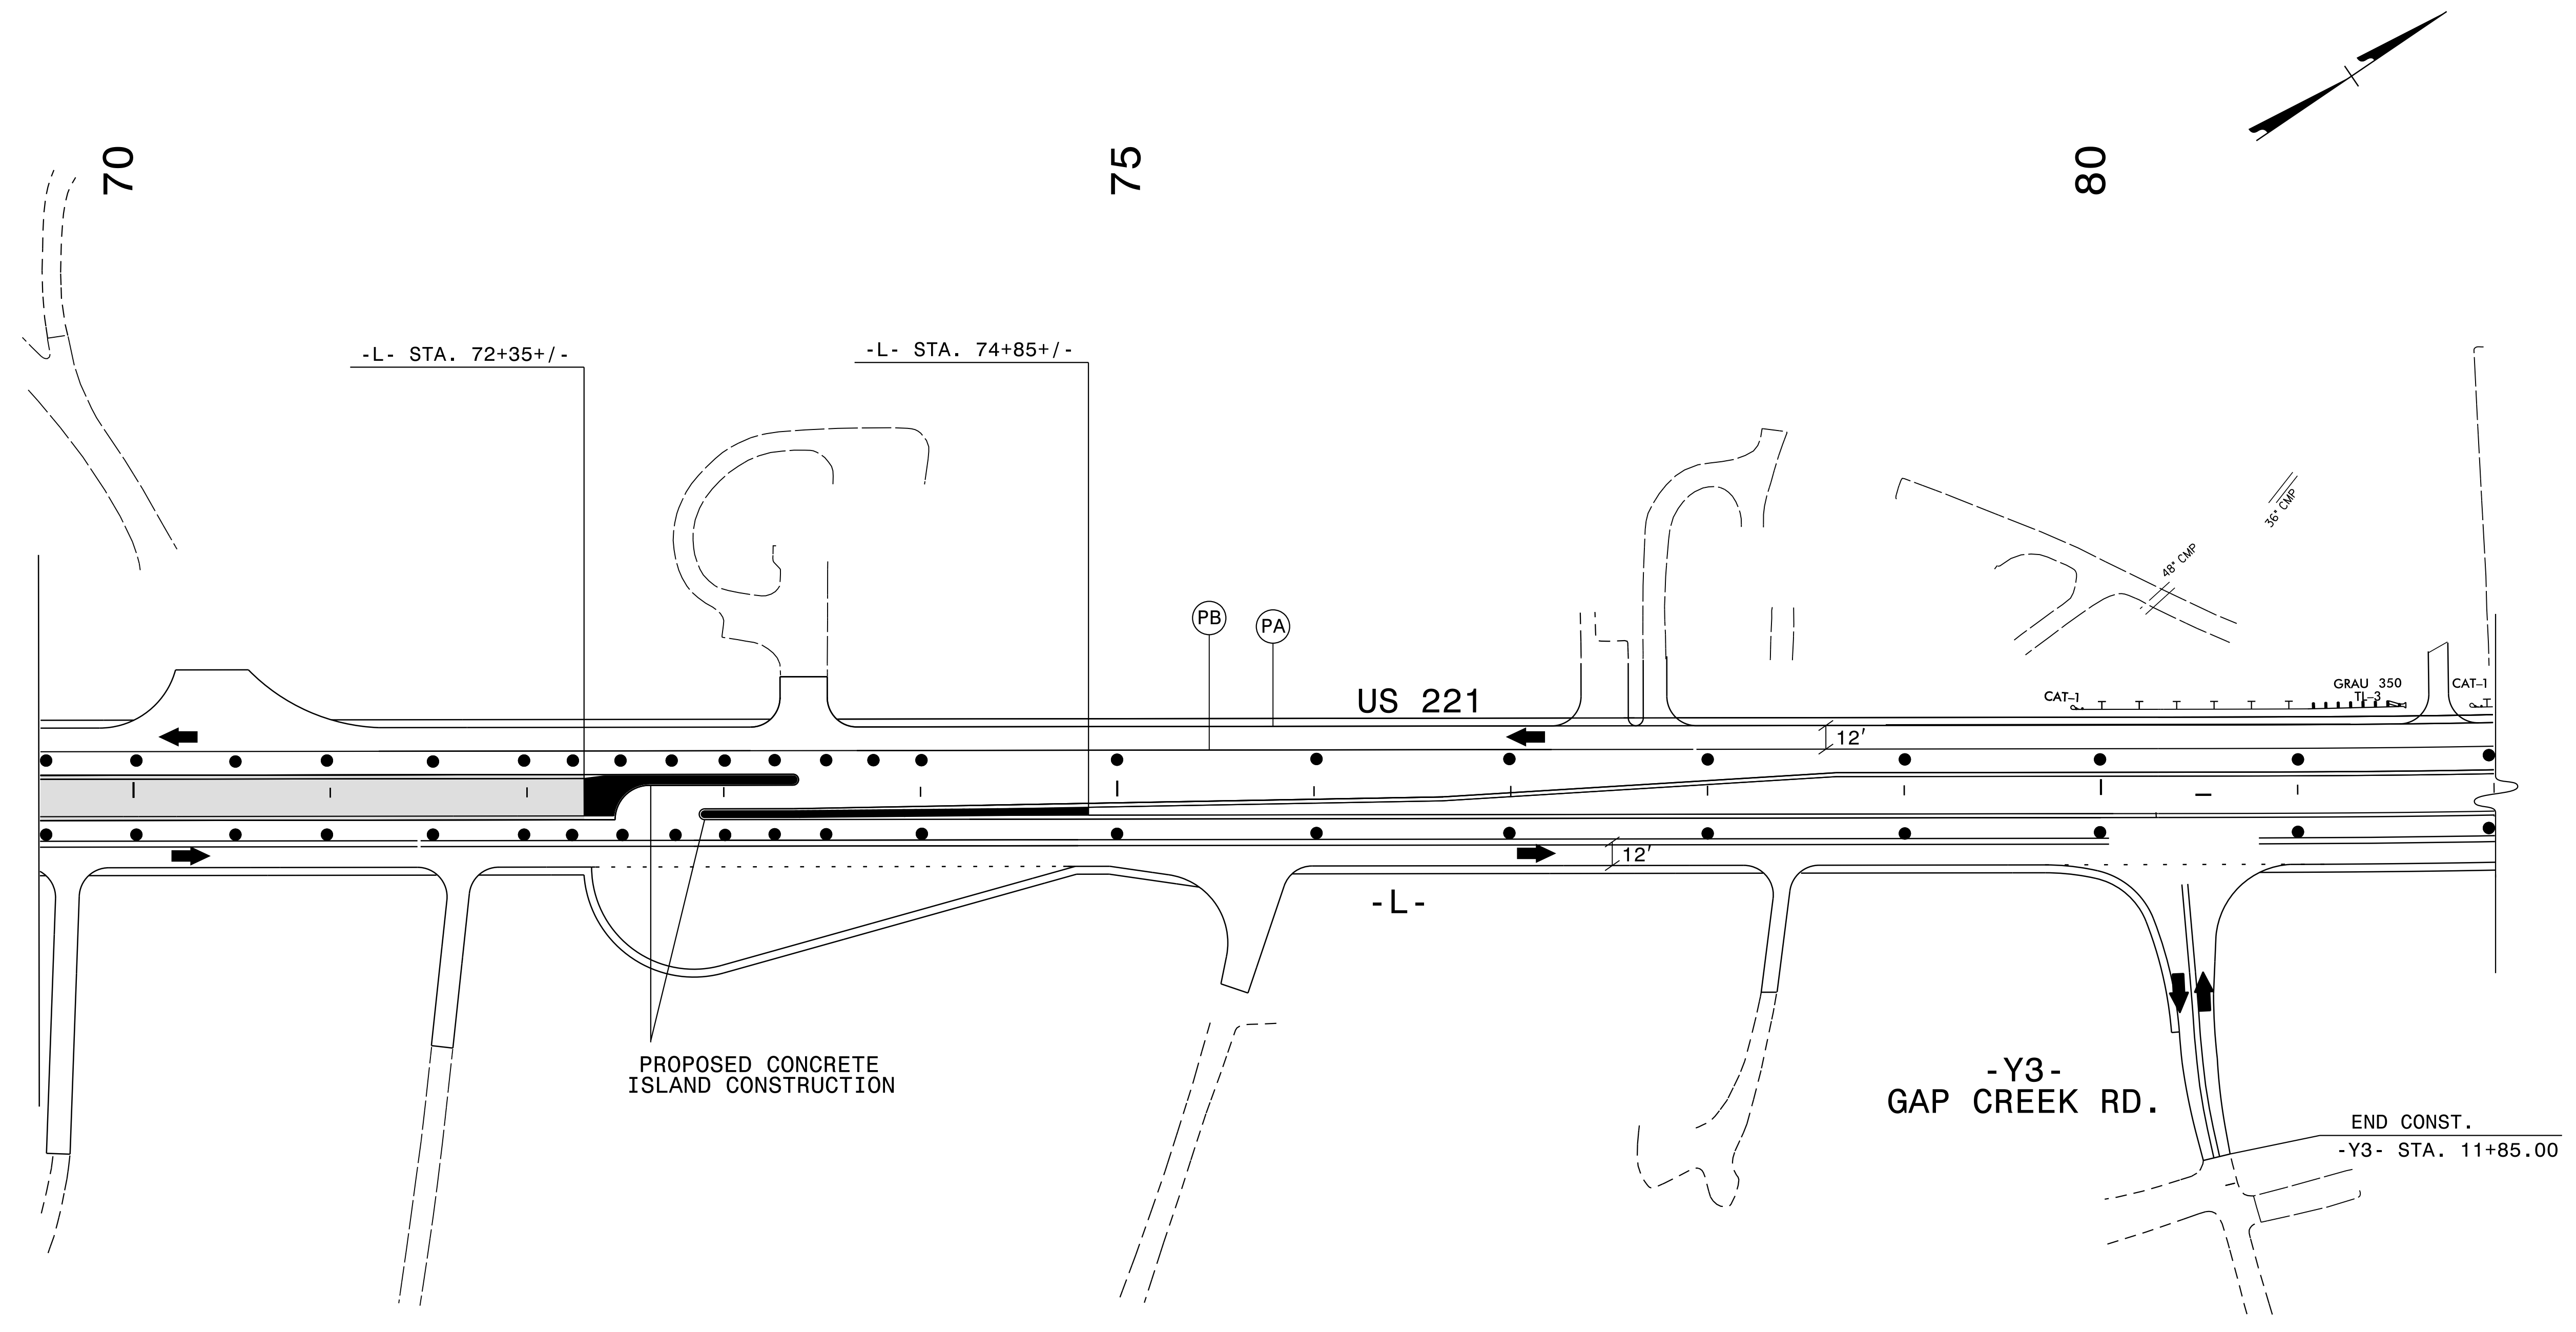 70
75
80
-L- STA. 72+35+/-
-L- STA. 74+85+/-
36" CMP
48" CMP
PB
PA
US 221
CAT-1
GRAU 350
TL-3
CAT-1
12'
12'
-L-
PROPOSED CONCRETE
ISLAND CONSTRUCTION
-Y3-
GAP CREEK RD.
END CONST.
-Y3- STA. 11+85.00